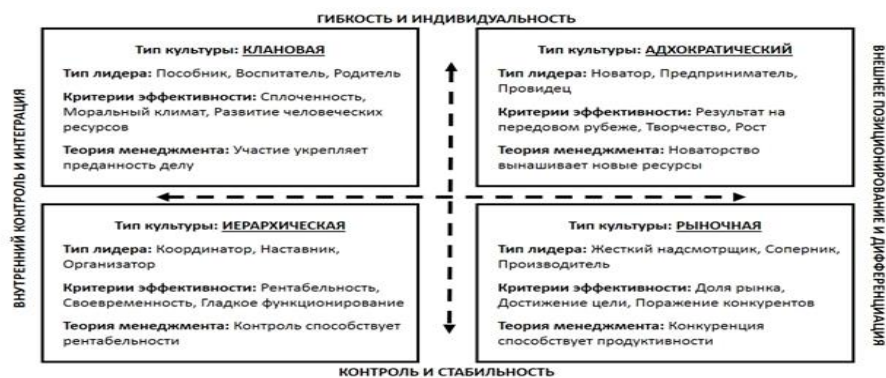 ГИБКОСТЬ И ИНДИВИДУАЛЬНОСТЬ
ВНУТРЕННИЙ КОНТРОЛЬ И ИНТЕГРАЦИЯ
Тип культуры: КЛАНОВАЯ
Тип лидера: Пособник, Воспитатель, Родитель
Критерии эффективности: Сплоченность,
Моральный климат, Развитие человеческих
ресурсов
Теория менеджмента: Участие укрепляет
преданность делу
Тип культуры: АДХОКРАТИЧЕСКИЙ
Тип лидера: Новатор, Предприниматель,
Провидец
Критерии эффективности: Результат на
передовом рубеже, Творчество, Рост
Теория менеджмента: Новаторство
вынашивает новые ресурсы
Тип культуры: ИЕРАРХИЧЕСКАЯ
Тип лидера: Координатор, Наставник,
Организатор
Критерии эффективности: Рентабельность,
Своевременность, Гладкое функционирование
Теория менеджмента: Контроль способствует
рентабельности
Тип культуры: РЫНОЧНАЯ
Тип лидера: Жесткий надсмотрщик, Соперник,
Производитель
Критерии эффективности: Доля рынка,
Достижение цели, Поражение конкурентов
Теория менеджмента: Конкуренция
способствует продуктивности
ВНЕШНЕЕ ПОЗИЦИОНИРОВАНИЕ И ДИФФЕРЕНЦИАЦИЯ
КОНТРОЛЬ И СТАБИЛЬНОСТЬ